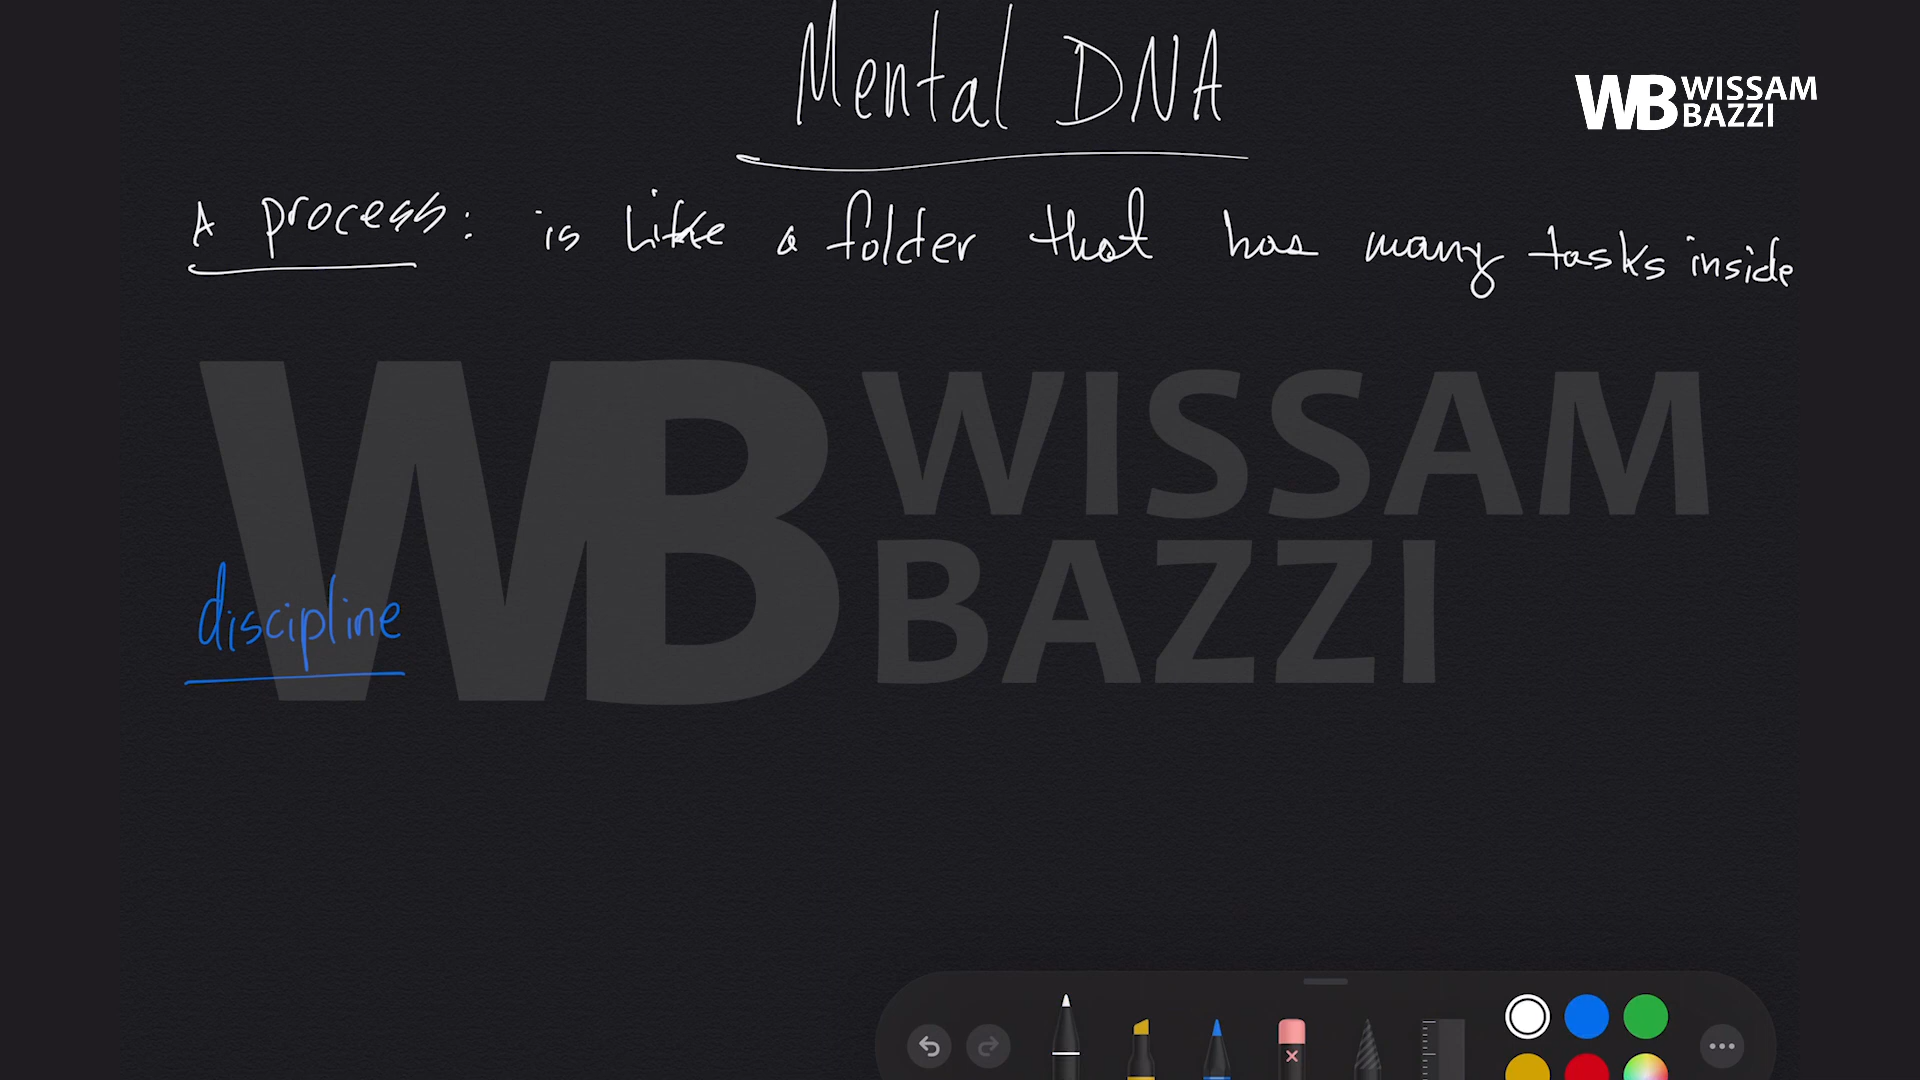 Mental DNA
WB WISSAM
BAZZI
A process: is like a folder that has many tasks inside
WB WISSAM
BAZZI
discipline